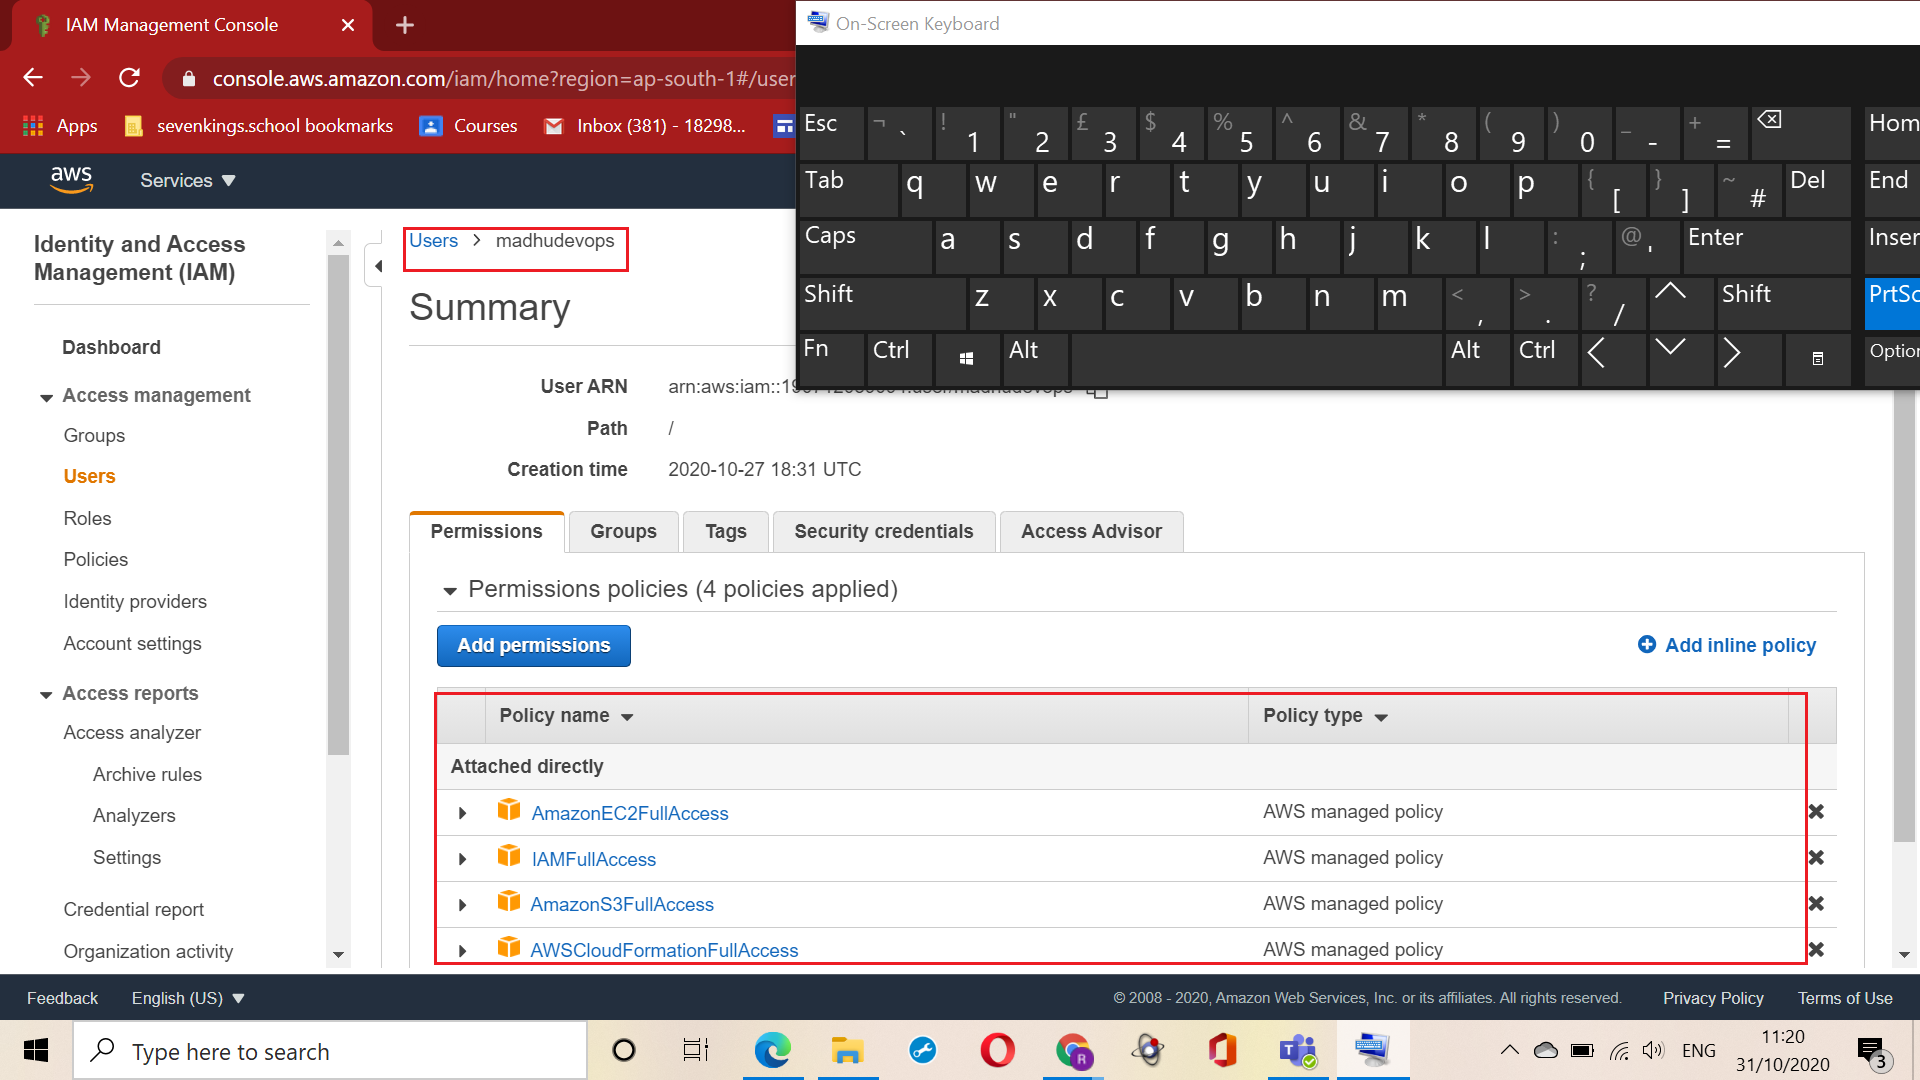 IAM Management Console
On-Screen Keyboard
console.aws.amazon.com/iam/home?region=ap-south-1#/user
Apps
sevenkings.school bookmarks
Courses
Inbox (381) - 18298...
Esc ¬ ` ! 1 " 2 £ 3 $ 4 % 5 ^ 6 & 7 * 8 ( 9 ) 0 _ - + = Hom
Tab q w e r t y u i o p { [ } ] ~ # Del End
Caps a s d f g h j k l : ; @ ' Enter Inser
Shift z x c v b n m < , > . ? / Shift PrtSc
Fn Ctrl Alt Alt Ctrl Option
aws
Services
Identity and Access
Management (IAM)
Dashboard
Access management
Groups
Users
Roles
Policies
Identity providers
Account settings
Access reports
Access analyzer
Archive rules
Analyzers
Settings
Credential report
Organization activity
Users > madhudevops
Summary
User ARN arn:aws:iam::
Path /
Creation time 2020-10-27 18:31 UTC
Permissions Groups Tags Security credentials Access Advisor
Permissions policies (4 policies applied)
Add permissions
Add inline policy
Policy name Policy type
Attached directly
AmazonEC2FullAccess AWS managed policy
IAMFullAccess AWS managed policy
AmazonS3FullAccess AWS managed policy
AWSCloudFormationFullAccess AWS managed policy
Feedback English (US) © 2008 - 2020, Amazon Web Services, Inc. or its affiliates. All rights reserved. Privacy Policy Terms of Use
Type here to search
R
ENG
11:20
31/10/2020
3